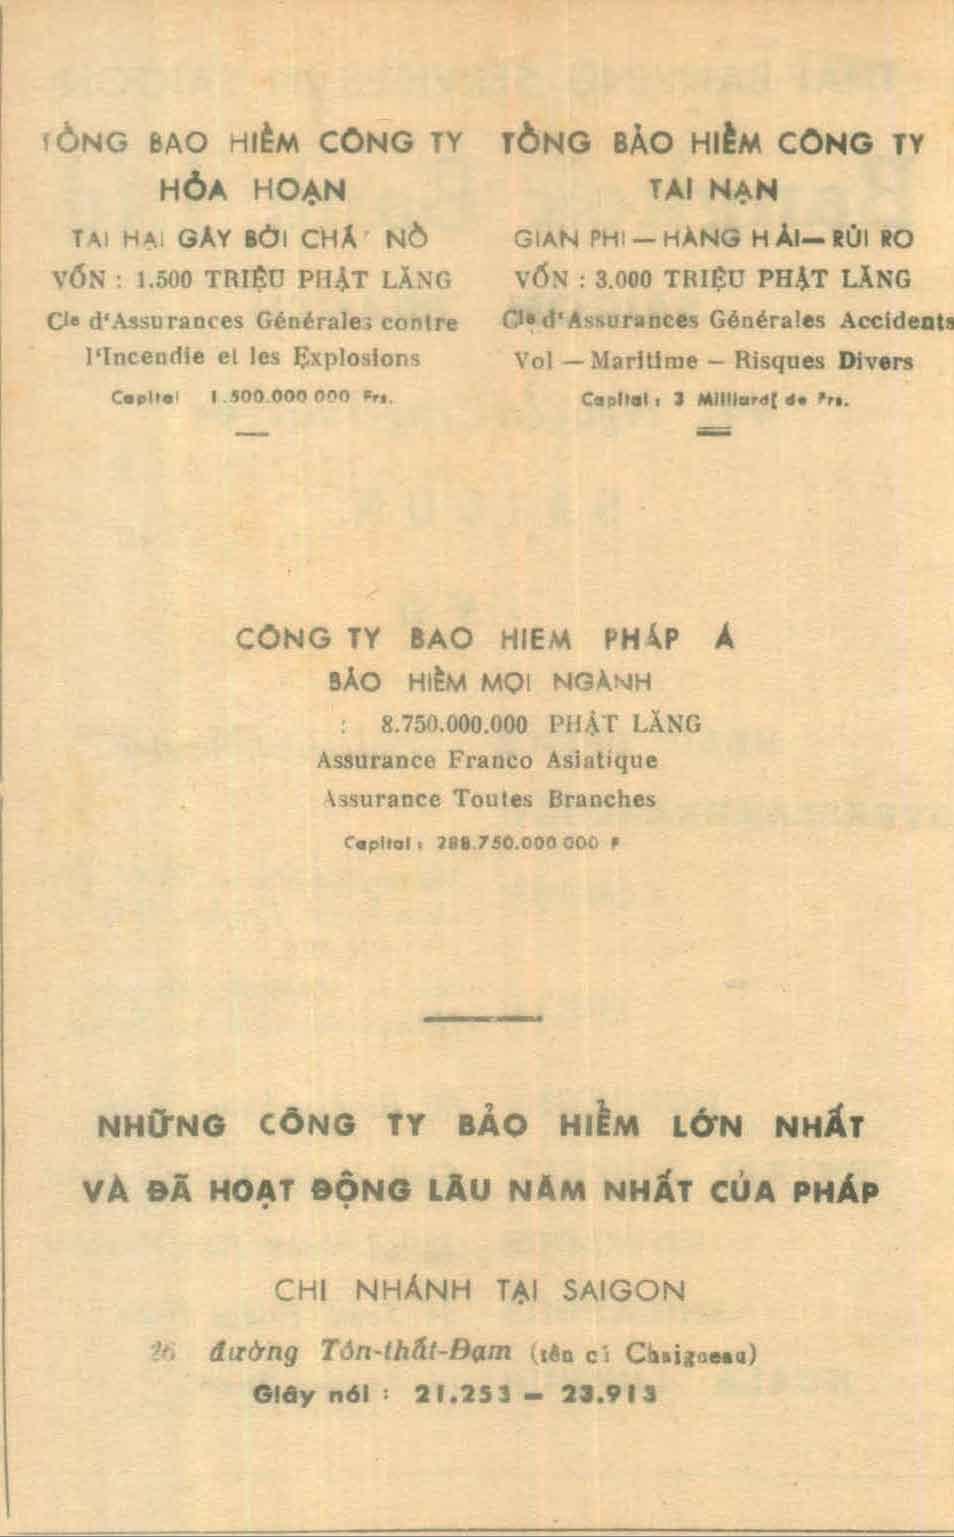 TỔNG BAO HIỂM CÔNG TY
HỎA HOẠN
TAI HẠI GÂY BỞI CHÁY NỔ
VỐN : 1.500 TRIỆU PHẬT LĂNG
Cie d'Assurances Générales contre
l'Incendie et les Explosions
Capital 1.500.000 000 Frs.
TỔNG BẢO HIỂM CÔNG TY
TAI NẠN
GIAN PHI — HÀNG HẢI — RỦI RO
VỐN : 3.000 TRIỆU PHẬT LĂNG
Cie d'Assurances Générales Accidents
Vol — Maritime — Risques Divers
Capital : 3 Milliard[ de Frs.
CÔNG TY BAO HIEM PHÁP Á
BẢO HIỂM MỌI NGÀNH
: 8.750.000.000 PHẬT LĂNG
Assurance Franco Asiatique
Assurance Toutes Branches
Capital : 288.750.000 000 F
NHỮNG CÔNG TY BẢO HIỂM LỚN NHẤT
VÀ ĐÃ HOẠT ĐỘNG LÂU NĂM NHẤT CỦA PHÁP
CHI NHÁNH TẠI SAIGON
26 đường Tôn-thất-Đạm (tên cũ Chaigneau)
Giây nói : 21.253 — 23.913